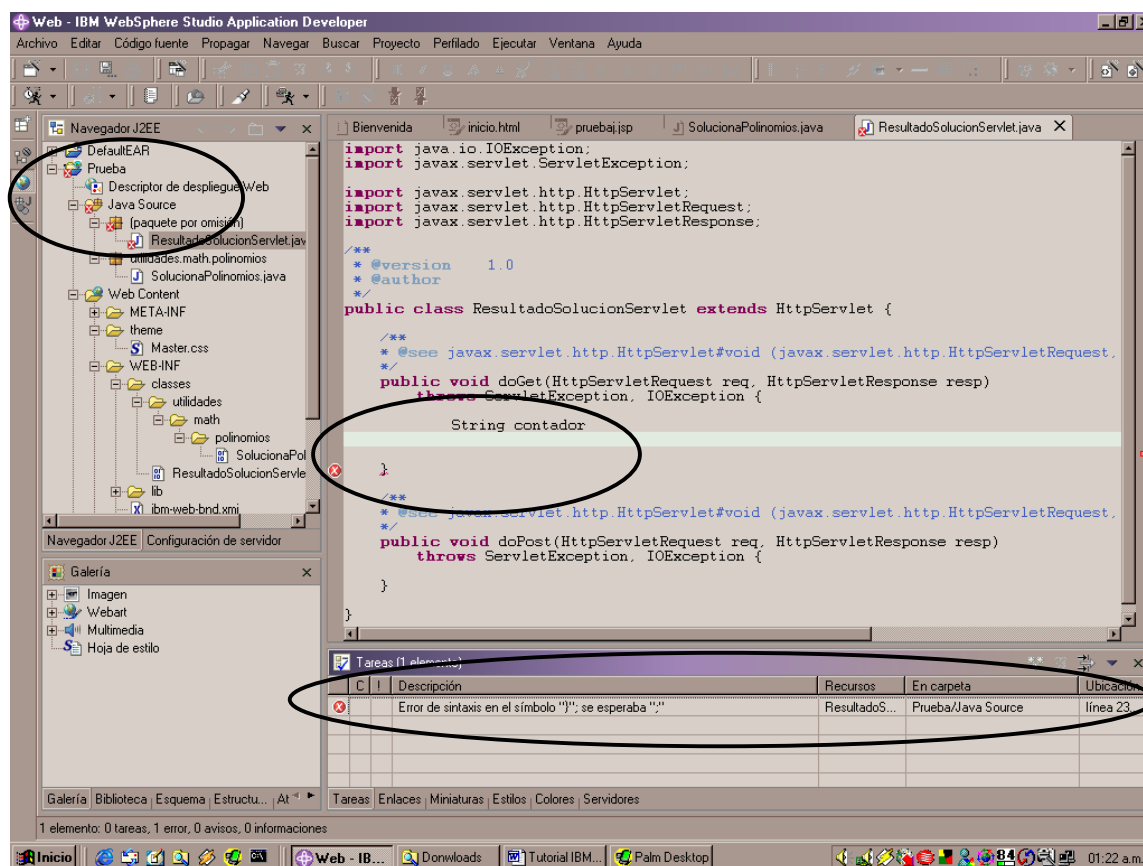 Web - IBM WebSphere Studio Application Developer
Archivo Editar Código fuente Propagar Navegar Buscar Proyecto Perfilado Ejecutar Ventana Ayuda
Navegador J2EE
DefaultEAR
Prueba
Descriptor de despliegue Web
Java Source
(paquete por omisión)
ResultadoSolucionServlet.jav
utilidades.math.polinomios
SolucionaPolinomios.java
Web Content
META-INF
theme
Master.css
WEB-INF
classes
utilidades
math
polinomios
SolucionaPol
ResultadoSolucionServle
lib
ibm-web-bnd.xmi
Navegador J2EE Configuración de servidor
Galería
Imagen
Webart
Multimedia
Hoja de estilo
Galería Biblioteca Esquema Estructu... At
Bienvenida inicio.html pruebaj.jsp SolucionaPolinomios.java ResultadoSolucionServlet.java
import java.io.IOException;
import javax.servlet.ServletException;
import javax.servlet.http.HttpServlet;
import javax.servlet.http.HttpServletRequest;
import javax.servlet.http.HttpServletResponse;
/**
* @version 1.0
* @author
*/
public class ResultadoSolucionServlet extends HttpServlet {
/**
* @see javax.servlet.http.HttpServlet#void (javax.servlet.http.HttpServletRequest,
*/
public void doGet(HttpServletRequest req, HttpServletResponse resp)
throws ServletException, IOException {
String contador
}
/**
* @see javax.servlet.http.HttpServlet#void (javax.servlet.http.HttpServletRequest,
*/
public void doPost(HttpServletRequest req, HttpServletResponse resp)
throws ServletException, IOException {
}
}
Tareas (1 elemento)
C ! Descripción Recursos En carpeta Ubicación
Error de sintaxis en el símbolo "}"; se esperaba ";" ResultadoS... Prueba/Java Source línea 23
Tareas Enlaces Miniaturas Estilos Colores Servidores
1 elemento: 0 tareas, 1 error, 0 avisos, 0 informaciones
Inicio Web - IB... Donwloads Tutorial IBM... Palm Desktop 84 01:22 a.m